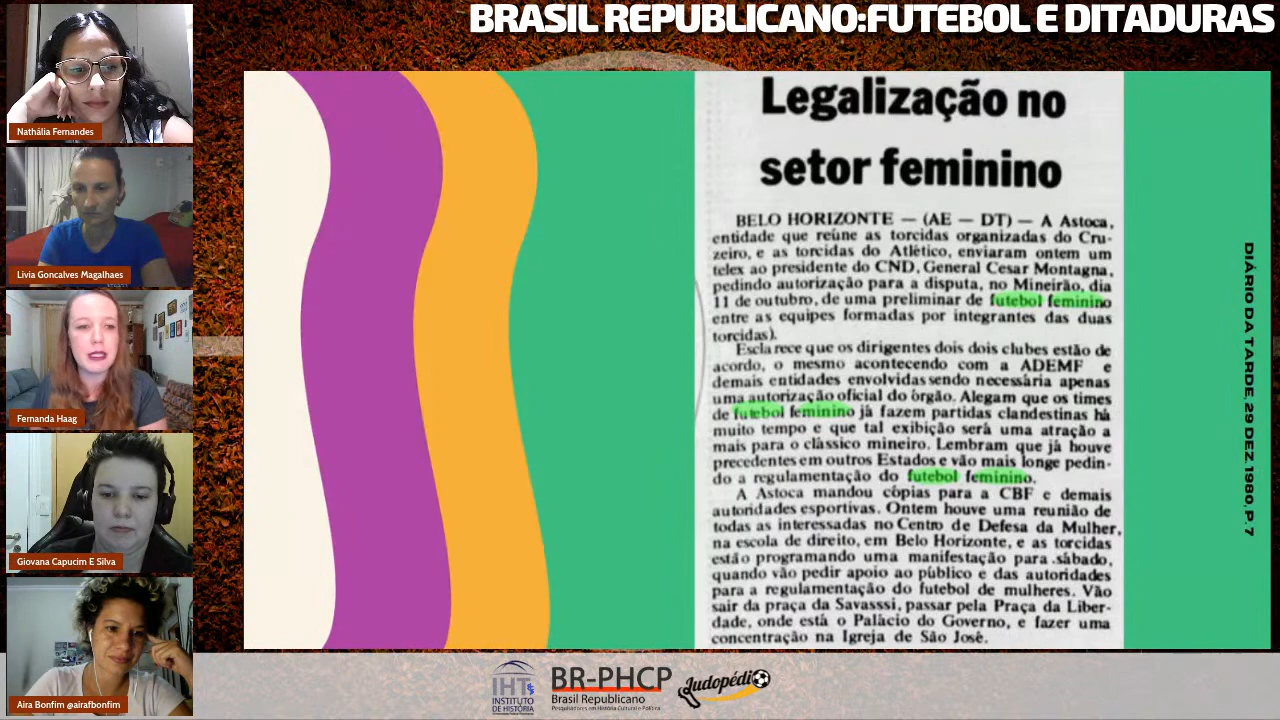 BRASIL REPUBLICANO:FUTEBOL E DITADURAS
Nathália Fernandes
Livia Goncalves Magalhaes
Fernanda Haag
Giovana Capucim E Silva
Aira Bonfim @airafbonfim
Legalização no
setor feminino
BELO HORIZONTE — (AE — DT) — A Astoca,
entidade que reúne as torcidas organizadas do Cru-
zeiro, e as torcidas do Atlético, enviaram ontem um
telex ao presidente do CND, General Cesar Montagna,
pedindo autorização para a disputa, no Mineirão, dia
11 de outubro, de uma preliminar de futebol feminino
entre as equipes formadas por integrantes das duas
torcidas).
Escla rece que os dirigentes dois dois clubes estão de
acordo, o mesmo acontecendo com a ADEMF e
demais entidades envolvidas sendo necessária apenas
uma autorização oficial do órgão. Alegam que os times
de futebol feminino já fazem partidas clandestinas há
muito tempo e que tal exibição será uma atração a
mais para o clássico mineiro. Lembram que já houve
precedentes em outros Estados e vão mais longe pedin-
do a regulamentação do futebol feminino.
A Astoca mandou cópias para a CBF e demais
autoridades esportivas. Ontem houve uma reunião de
todas as interessadas no Centro de Defesa da Mulher,
na escola de direito, em Belo Horizonte, e as torcidas
estão programando uma manifestação para sábado,
quando vão pedir apoio ao público e das autoridades
para a regulamentação do futebol de mulheres. Vão
sair da praça da Savasssi, passar pela Praça da Liber-
dade, onde está o Palácio do Governo, e fazer uma
concentração na Igreja de São José.
DIÁRIO DA TARDE, 29 DEZ. 1980, P. 7
IHT
INSTITUTO
DE HISTÓRIA
BR-PHCP
Brasil Republicano
Pesquisadores em História Cultural e Política
Ludopédio